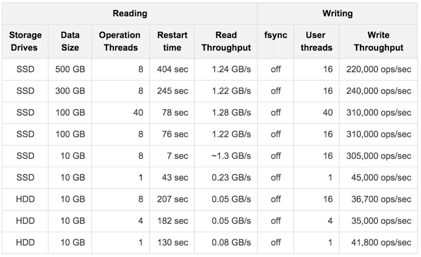 Reading Writing
Storage Drives Data Size Operation Threads Restart time Read Throughput fsync User threads Write Throughput
SSD 500 GB 8 404 sec 1.24 GB/s off 16 220,000 ops/sec
SSD 300 GB 8 245 sec 1.22 GB/s off 16 240,000 ops/sec
SSD 100 GB 40 78 sec 1.28 GB/s off 40 310,000 ops/sec
SSD 100 GB 8 76 sec 1.22 GB/s off 16 310,000 ops/sec
SSD 10 GB 8 7 sec ~1.3 GB/s off 16 305,000 ops/sec
SSD 10 GB 1 43 sec 0.23 GB/s off 1 45,000 ops/sec
HDD 10 GB 8 207 sec 0.05 GB/s off 16 36,700 ops/sec
HDD 10 GB 4 182 sec 0.05 GB/s off 4 35,000 ops/sec
HDD 10 GB 1 130 sec 0.08 GB/s off 1 41,800 ops/sec